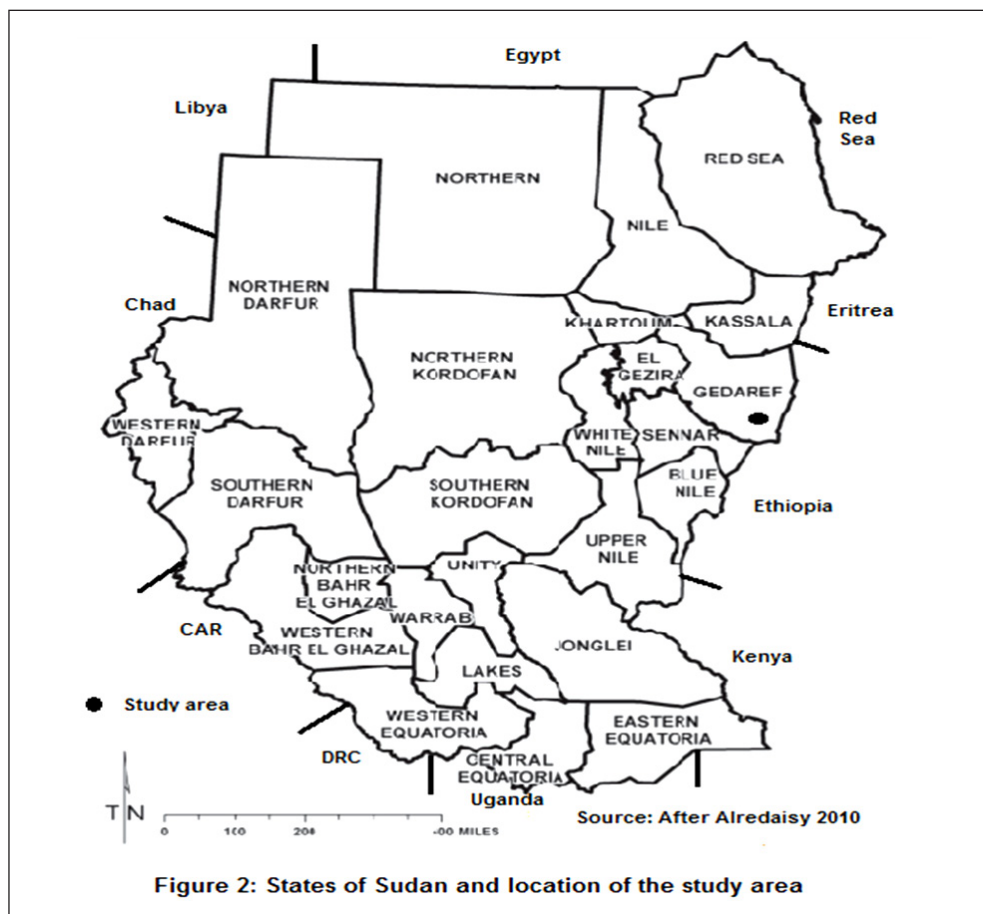 Egypt
Libya
Red
Sea
RED SEA
NORTHERN
NILE
NORTHERN
DARFUR
Chad
Eritrea
KHARTOUM
KASSALA
NORTHERN
KORDOFAN
EL
GEZIRA
GEDAREF
WESTERN
DARFUR
WHITE
NILE
SENNAR
BLUE
NILE
SOUTHERN
DARFUR
SOUTHERN
KORDOFAN
Ethiopia
UPPER
NILE
UNITY
NORTHERN
BAHR
EL GHAZAL
WARRAB
CAR
WESTERN
BAHR EL GHAZAL
JONGLEI
Kenya
LAKES
Study area
WESTERN
EQUATORIA
EASTERN
EQUATORIA
DRC
CENTRAL
EQUATORIA
Uganda
N
0 100 MILES
Source: After Alredaisy 2010
Figure 2: States of Sudan and location of the study area